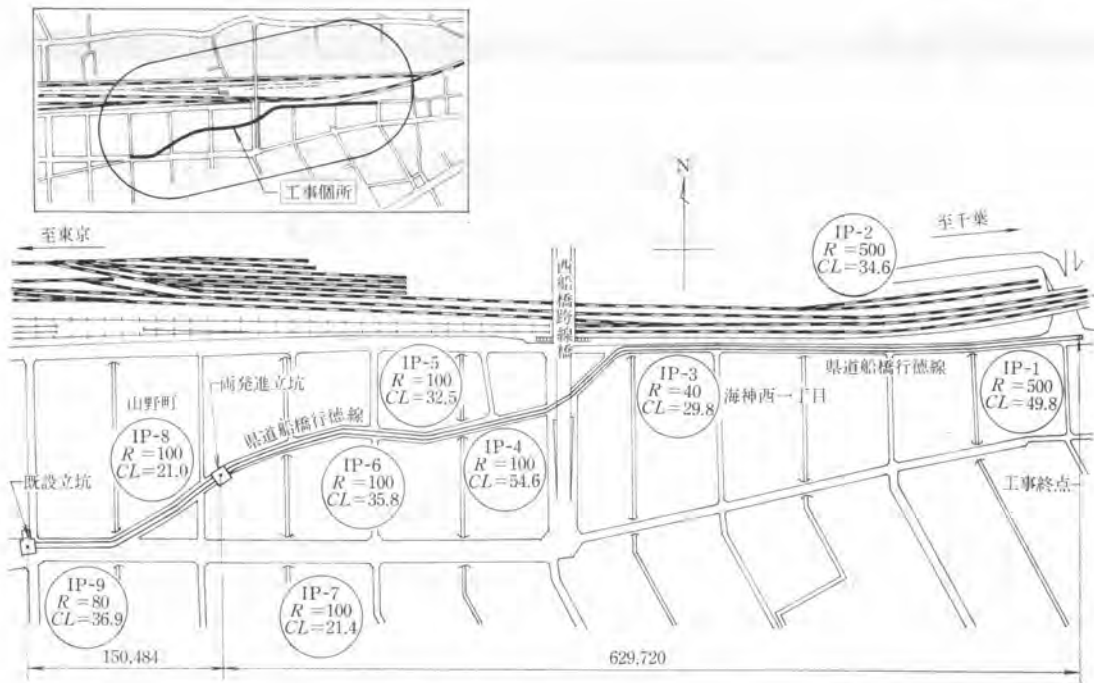 工事個所
N
至東京
至千葉
IP-2
R=500
CL=34.6
西船橋跨線橋
IP-5
R=100
CL=32.5
IP-3
R=40
CL=29.8
県道船橋行徳線
海神西一丁目
IP-1
R=500
CL=49.8
両発進立坑
山野町
IP-8
R=100
CL=21.0
県道船橋行徳線
IP-6
R=100
CL=35.8
IP-4
R=100
CL=54.6
既設立坑
工事終点
IP-9
R=80
CL=36.9
IP-7
R=100
CL=21.4
150,484
629,720